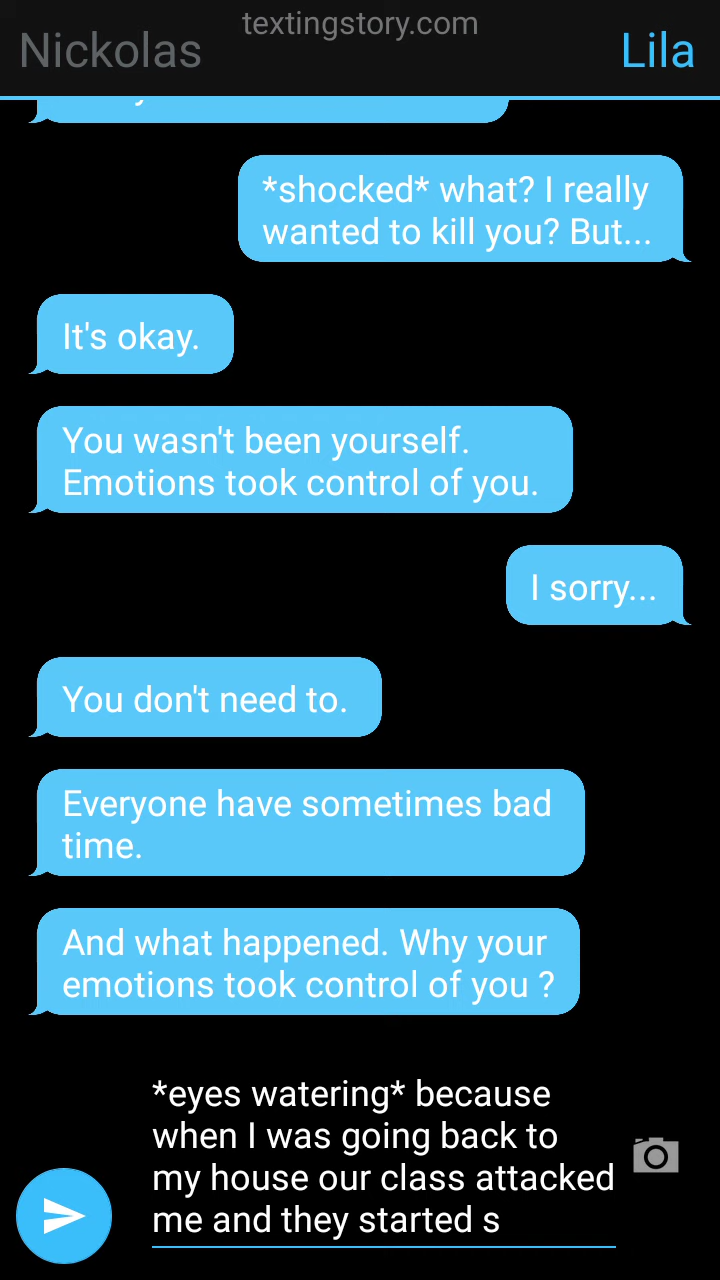 textingstory.com
Nickolas
Lila
*shocked* what? I really
wanted to kill you? But...
It's okay.
You wasn't been yourself.
Emotions took control of you.
I sorry...
You don't need to.
Everyone have sometimes bad
time.
And what happened. Why your
emotions took control of you ?
*eyes watering* because
when I was going back to
my house our class attacked
me and they started s